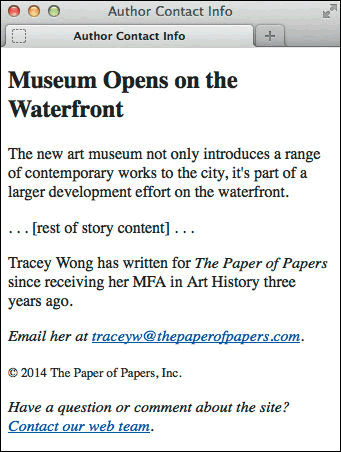 Author Contact Info
Author Contact Info
Museum Opens on the
Waterfront
The new art museum not only introduces a range
of contemporary works to the city, it's part of a
larger development effort on the waterfront.
. . . [rest of story content] . . .
Tracey Wong has written for The Paper of Papers
since receiving her MFA in Art History three
years ago.
Email her at traceyw@thepaperofpapers.com.
© 2014 The Paper of Papers, Inc.
Have a question or comment about the site?
Contact our web team.